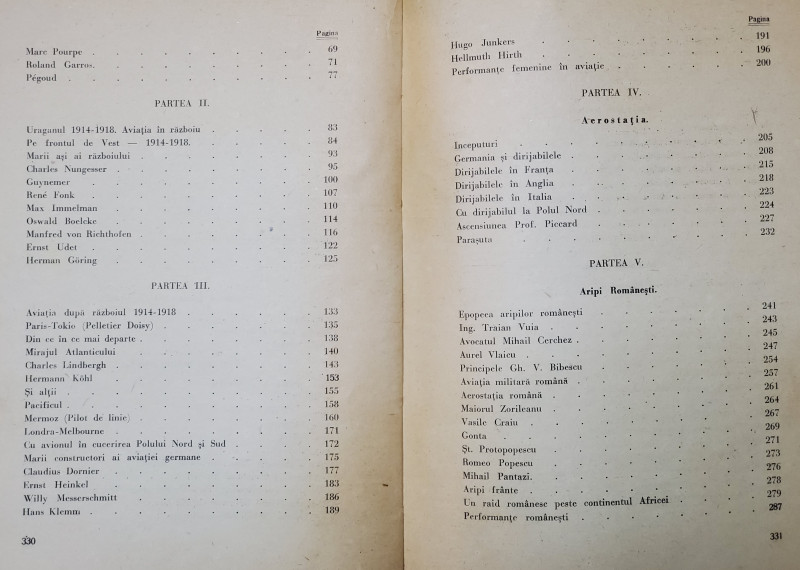 Pagina
Marc Pourpe . . . . . . . . . 69
Roland Garros. . . . . . . . . 71
Pégoud . . . . . . . . . . 77
PARTEA II.
Uraganul 1914-1918. Aviația în războiu . . . . . 83
Pe frontul de Vest — 1914-1918. . . . . . 84
Marii ași ai războiului . . . . . . . 93
Charles Nungesser . . . . . . . . 95
Guynemer . . . . . . . . . 100
René Fonk . . . . . . . . . 107
Max Immelman . . . . . . . . 110
Oswald Boelcke . . . . . . . . 114
Manfred von Richthofen . . . . . . . 116
Ernst Udet . . . . . . . . . 122
Herman Göring . . . . . . . . 125
PARTEA III.
Aviația după războiul 1914-1918 . . . . . . 133
Paris-Tokio (Pelletier Doisy) . . . . . . 135
Din ce în ce mai departe . . . . . . . 138
Mirajul Atlanticului . . . . . . . . 140
Charles Lindbergh . . . . . . . . 143
Hermann Köhl . . . . . . . . 153
Și alții . . . . . . . . . . 155
Pacificul . . . . . . . . . . 158
Mermoz (Pilot de linie) . . . . . . . 160
Londra-Melbourne . . . . . . . . 171
Cu avionul în cucerirea Polului Nord și Sud . . . . 172
Marii constructori ai aviației germane . . . . . 175
Claudius Dornier . . . . . . . . 177
Ernst Heinkel . . . . . . . . 183
Willy Messerschmitt . . . . . . . 186
Hans Klemm . . . . . . . . . 189
330
Pagina
Hugo Junkers . . . . . . . . 191
Hellmuth Hirth . . . . . . . . 196
Performanțe femenine în aviație . . . . . . 200
PARTEA IV.
Aerostația.
Inceputuri . . . . . . . . . 205
Germania și dirijabilele . . . . . . . 208
Dirijabilele în Franța . . . . . . . 215
Dirijabilele în Anglia . . . . . . . 218
Dirijabilele în Italia . . . . . . . 223
Cu dirijabilul la Polul Nord . . . . . . 224
Ascensiunea Prof. Piccard . . . . . . . 227
Parașuta . . . . . . . . . 232
PARTEA V.
Aripi Românești.
Epopeea aripilor românești . . . . . . 241
Ing. Traian Vuia . . . . . . . . 243
Avocatul Mihail Cerchez . . . . . . . 245
Aurel Vlaicu . . . . . . . . 247
Principele Gh. V. Bibescu . . . . . . . 254
Aviația militară română . . . . . . . 257
Aerostația română . . . . . . . . 261
Maiorul Zorileanu . . . . . . . . 264
Vasile Craiu . . . . . . . . 267
Gonta . . . . . . . . . 269
Șt. Protopopescu . . . . . . . . 271
Romeo Popescu . . . . . . . . 273
Mihail Pantazi. . . . . . . . . 276
Aripi frânte . . . . . . . . . 278
Un raid românesc peste continentul Africei . . . . 279
Performanțe românești . . . . . . . 287
331